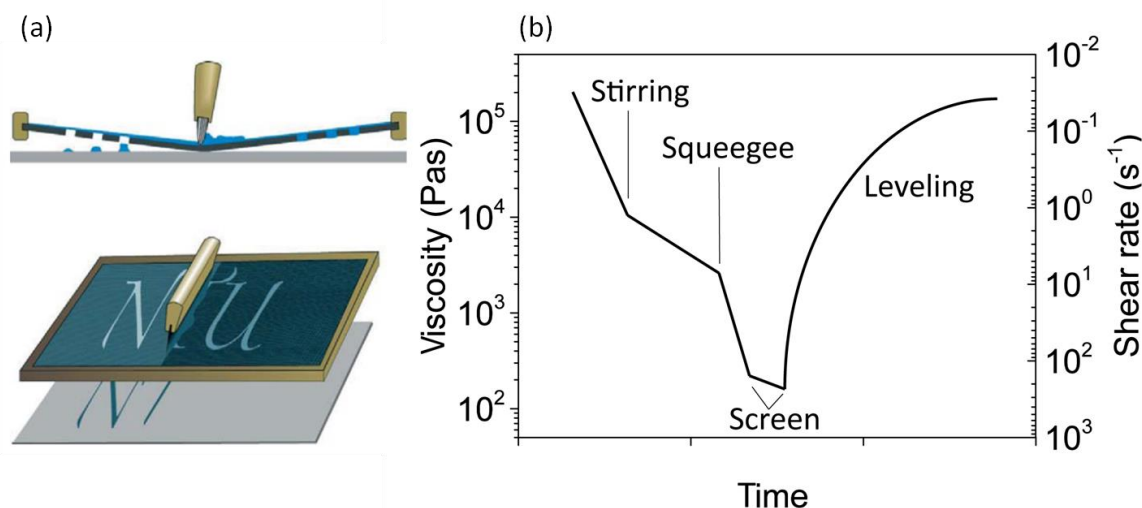 (a)
NTU
NT
(b)
Viscosity (Pas)
10⁵
10⁴
10³
10²
Stirring
Squeegee
Screen
Leveling
Time
10⁻²
10⁻¹
10⁰
10¹
10²
10³
Shear rate (s⁻¹)